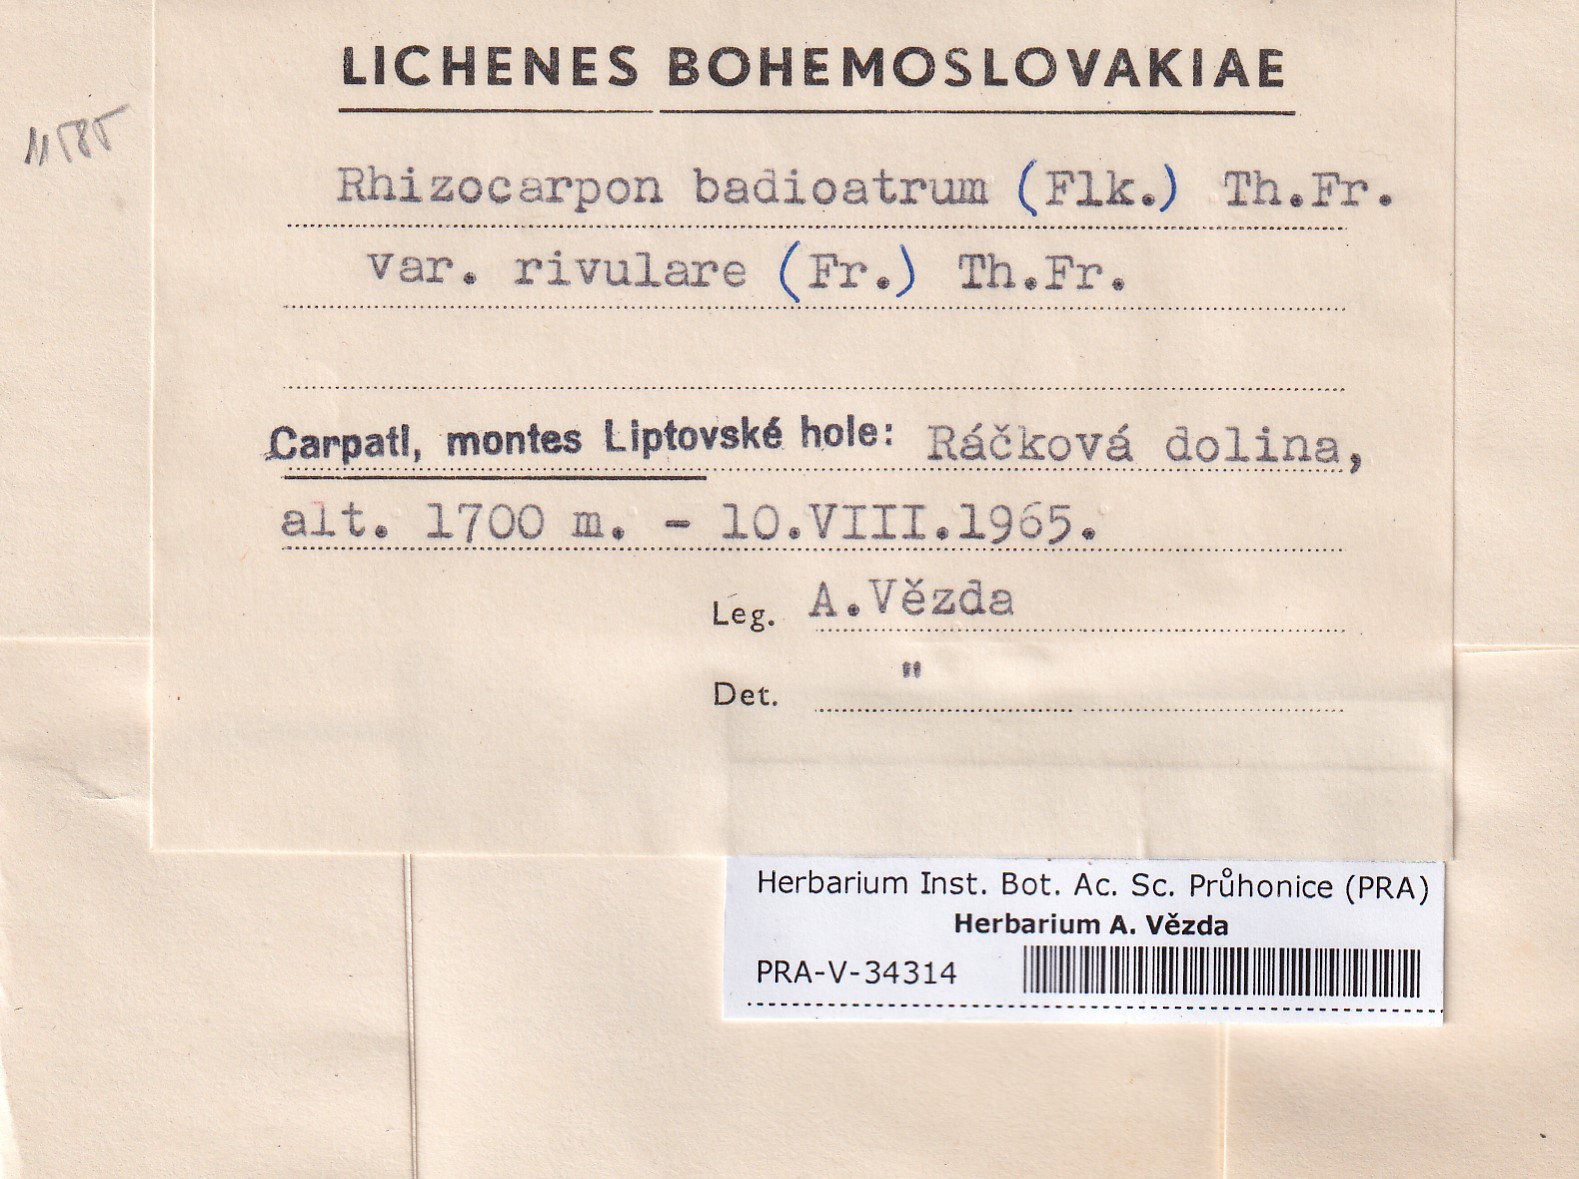 LICHENES BOHEMOSLOVAKIAE
Rhizocarpon badioatrum (Flk.) Th.Fr.
var. rivulare (Fr.) Th.Fr.
Carpati, montes Liptovské hole: Ráčková dolina,
alt. 1700 m. - 10.VIII.1965.
Leg. A.Vězda
Det. "
Herbarium Inst. Bot. Ac. Sc. Průhonice (PRA)
Herbarium A. Vězda
PRA-V-34314